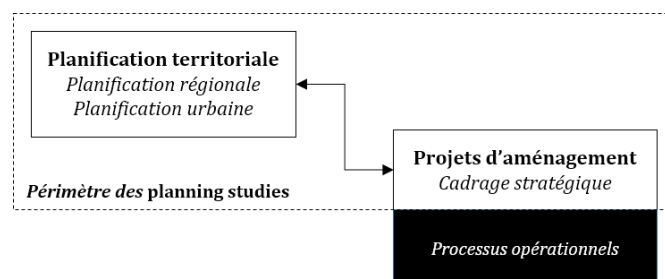 Planification territoriale
Planification régionale
Planification urbaine
Projets d’aménagement
Cadrage stratégique
Périmètre des planning studies
Processus opérationnels